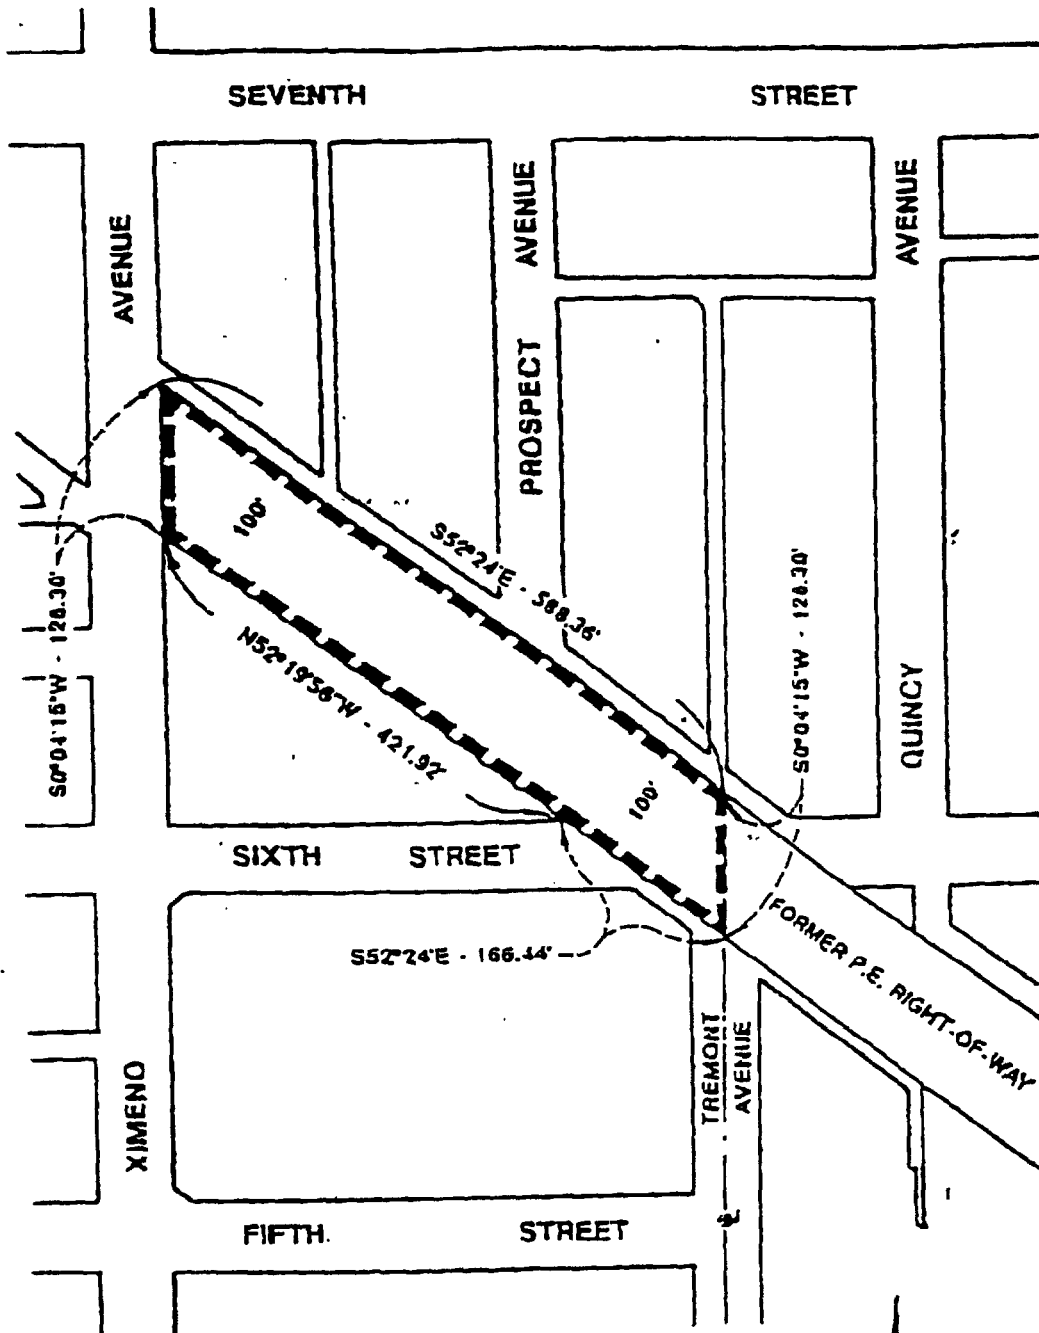 SEVENTH STREET
AVENUE
AVENUE
AVENUE
PROSPECT
100'
S52°24'E - 588.36'
S0°04'15"W - 128.30'
S0°04'15"W - 128.30'
N52°19'56"W - 421.92'
QUINCY
100'
SIXTH STREET
S52°24'E - 166.44'
FORMER P.E. RIGHT-OF-WAY
TREMONT
AVENUE
XIMENO
FIFTH STREET